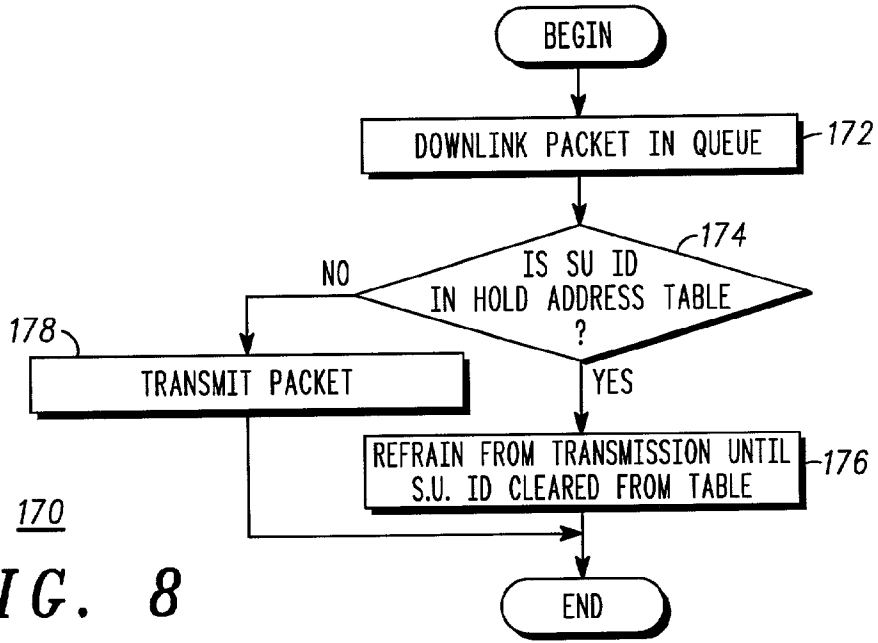 BEGIN
DOWNLINK PACKET IN QUEUE
172
174
IS SU ID
IN HOLD ADDRESS TABLE
?
NO
178
TRANSMIT PACKET
YES
REFRAIN FROM TRANSMISSION UNTIL
S.U. ID CLEARED FROM TABLE
176
170
IG. 8
END